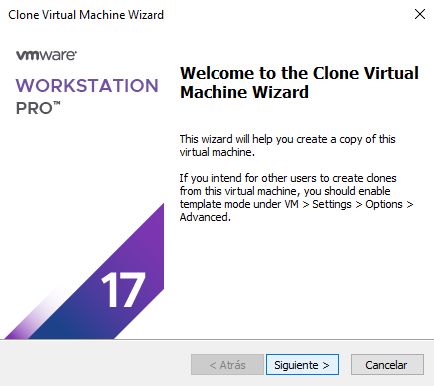 Clone Virtual Machine Wizard
vmware®
WORKSTATION
PRO™
17
Welcome to the Clone Virtual
Machine Wizard
This wizard will help you create a copy of this
virtual machine.
If you intend for other users to create clones
from this virtual machine, you should enable
template mode under VM > Settings > Options >
Advanced.
< Atrás
Siguiente >
Cancelar